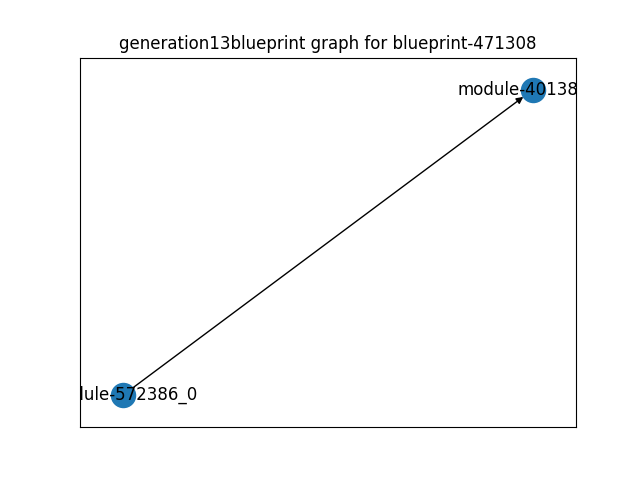 generation13blueprint graph for blueprint-471308
module-40138
lule-572386_0